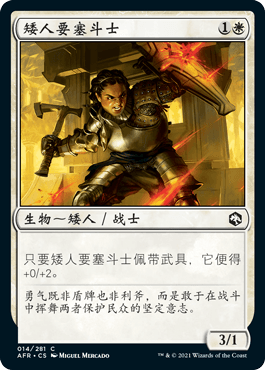 矮人要塞斗士 1
生物~矮人/战士
只要矮人要塞斗士佩带武具,它便得
+0/+2。
勇气既非盾牌也非利斧,而是敢于在战斗
中挥舞两者保护民众的坚定意志。
3/1
014/281 C
AFR • CS MIGUEL MERCADO
™ & © 2021 Wizards of the Coast